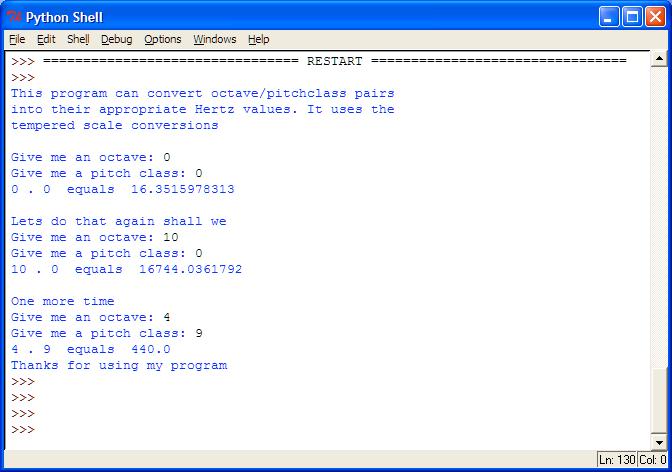 Python Shell
File Edit Shell Debug Options Windows Help
>>> ================================ RESTART ================================
>>>
This program can convert octave/pitchclass pairs
into their appropriate Hertz values. It uses the
tempered scale conversions
Give me an octave: 0
Give me a pitch class: 0
0 . 0  equals  16.3515978313
Lets do that again shall we
Give me an octave: 10
Give me a pitch class: 0
10 . 0  equals  16744.0361792
One more time
Give me an octave: 4
Give me a pitch class: 9
4 . 9  equals  440.0
Thanks for using my program
>>>
>>>
>>>
>>>
Ln: 130 Col: 0